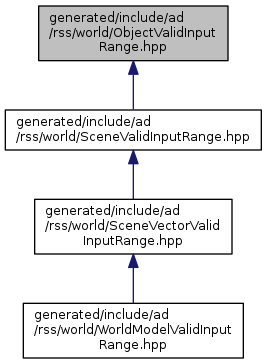 generated/include/ad
/rss/world/ObjectValidInput
Range.hpp
generated/include/ad
/rss/world/SceneValidInputRange.hpp
generated/include/ad
/rss/world/SceneVectorValid
InputRange.hpp
generated/include/ad
/rss/world/WorldModelValidInput
Range.hpp